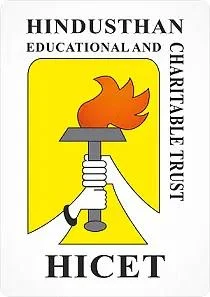 HINDUSTHAN
EDUCATIONAL AND
CHARITABLE TRUST
HICET